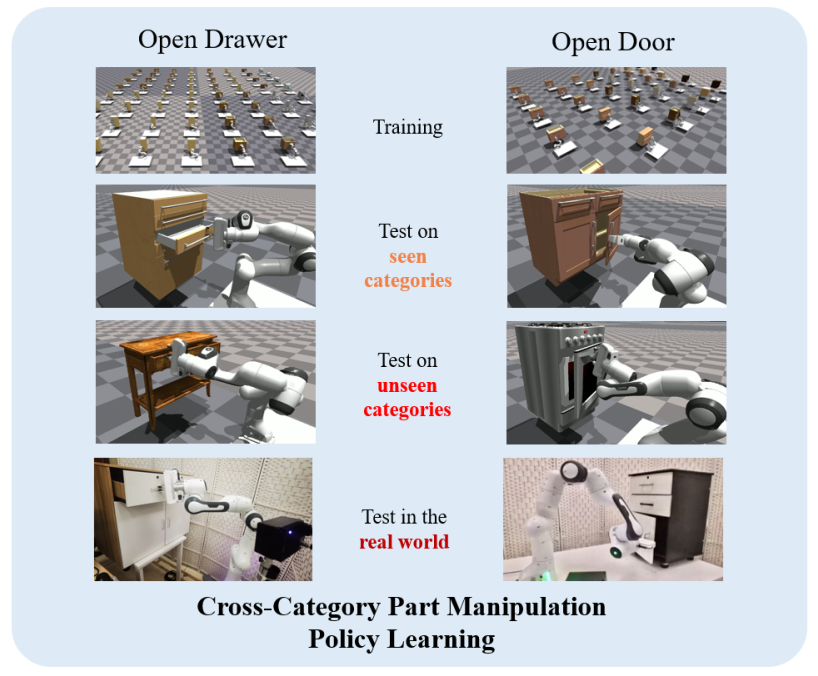 Open Drawer
Open Door
Training
Test on
seen
categories
Test on
unseen
categories
Test in the
real world
Cross-Category Part Manipulation
Policy Learning